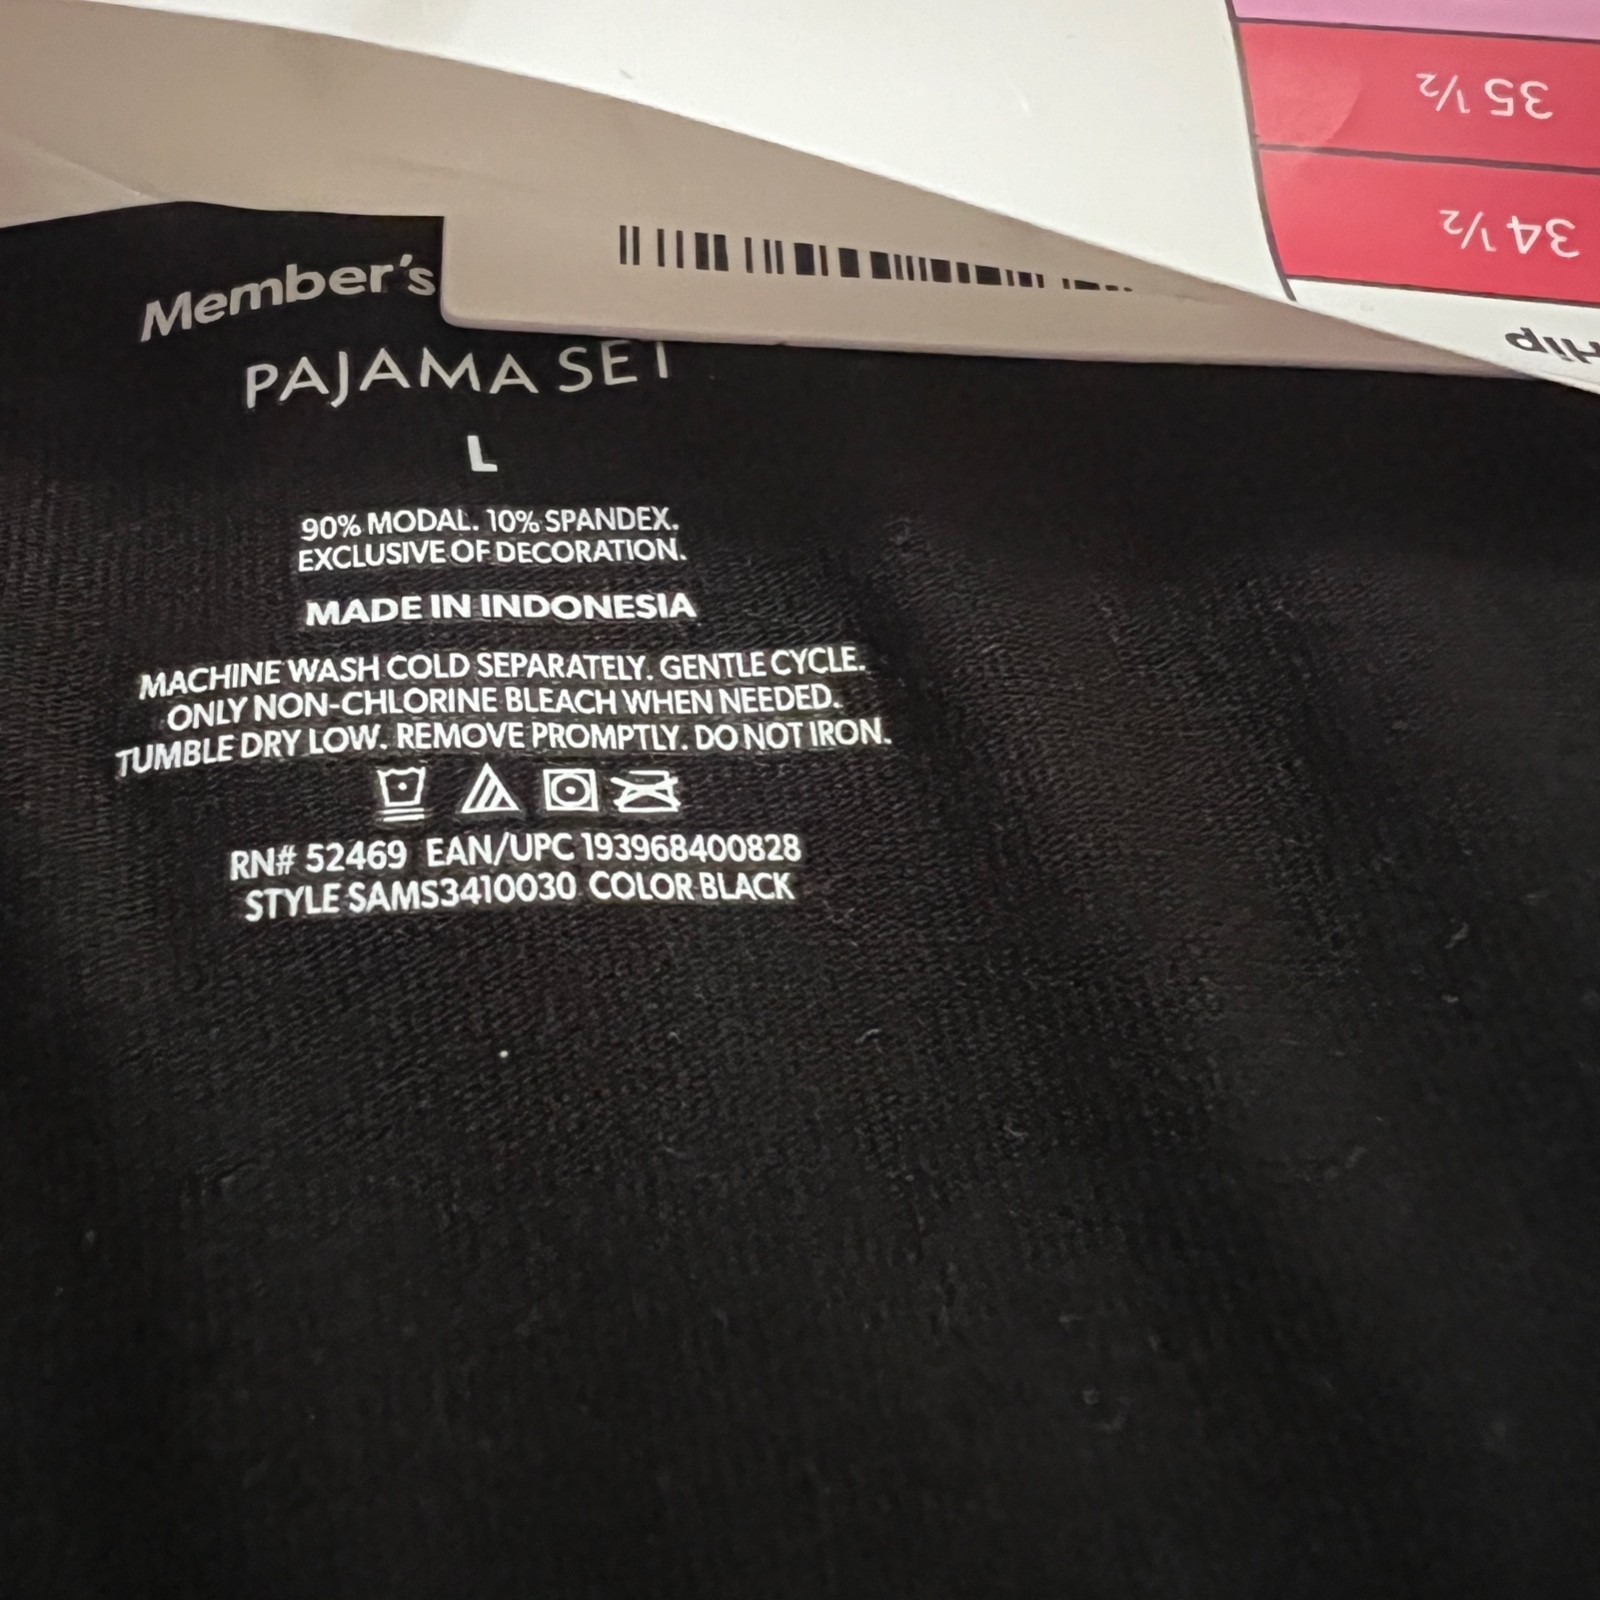 35 ½
34 ½
Hip
Member's
PAJAMA SET
L
90% MODAL. 10% SPANDEX.
EXCLUSIVE OF DECORATION.
MADE IN INDONESIA
MACHINE WASH COLD SEPARATELY. GENTLE CYCLE.
ONLY NON-CHLORINE BLEACH WHEN NEEDED.
TUMBLE DRY LOW. REMOVE PROMPTLY. DO NOT IRON.
RN# 52469 EAN/UPC 193968400828
STYLE SAMS3410030 COLOR BLACK